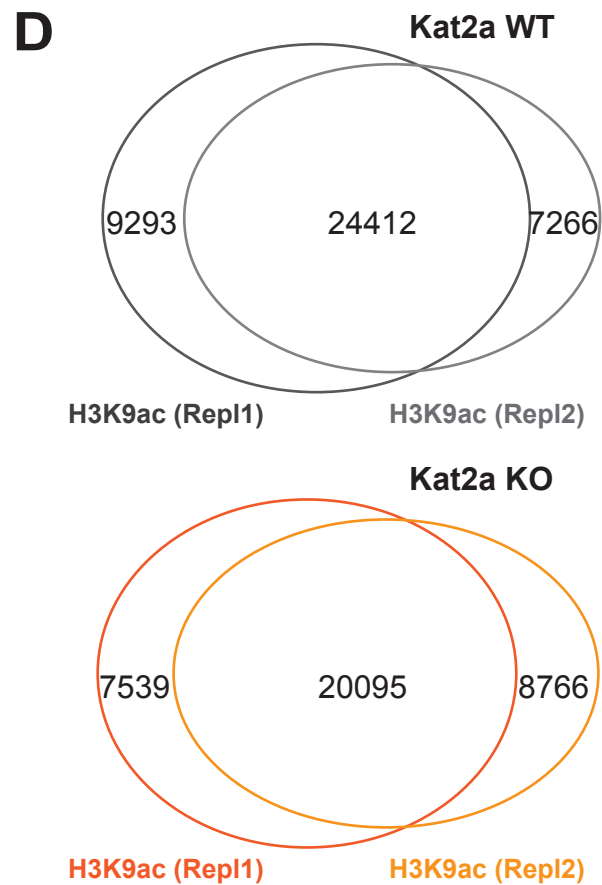 D
Kat2a WT
9293 24412 7266
H3K9ac (Repl1) H3K9ac (Repl2)
Kat2a KO
7539 20095 8766
H3K9ac (Repl1) H3K9ac (Repl2)